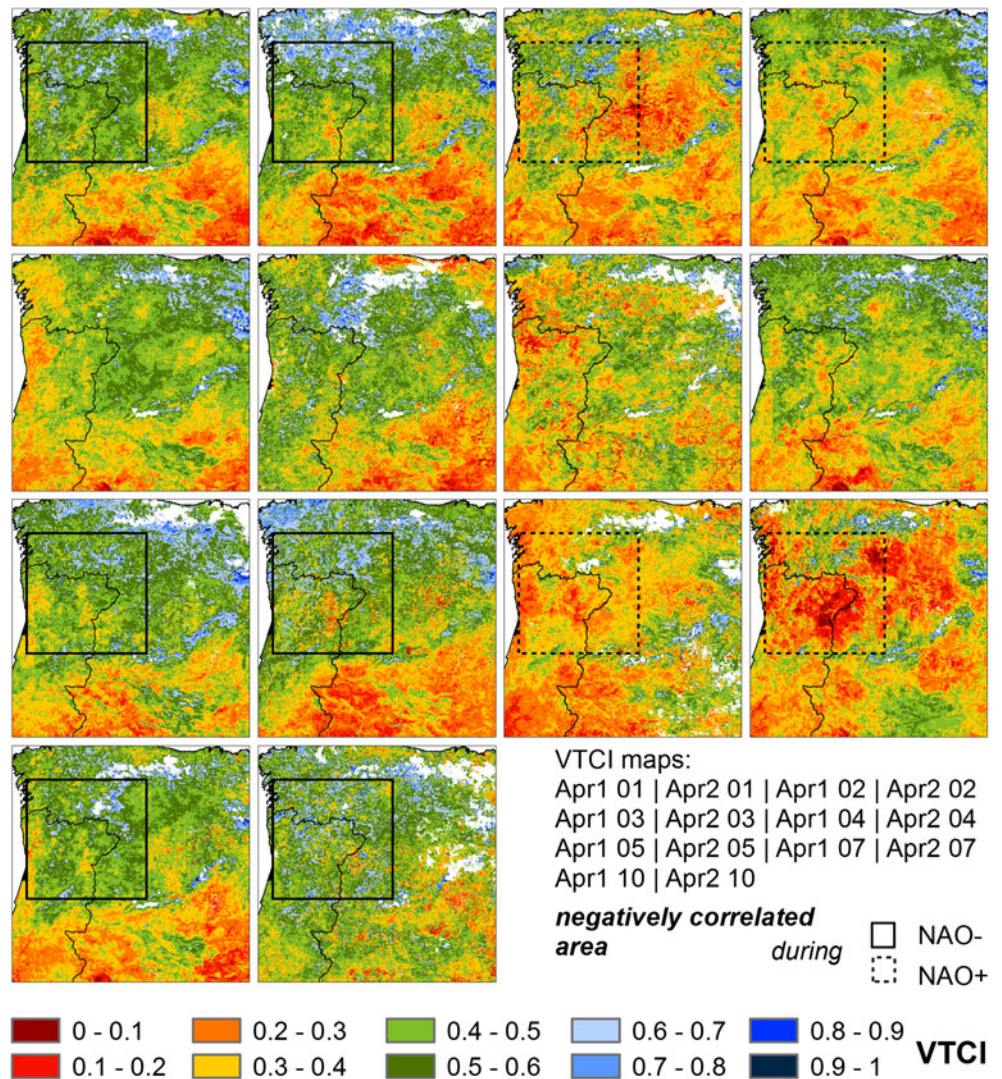 VTCI maps:
Apr1 01 | Apr2 01 | Apr1 02 | Apr2 02
Apr1 03 | Apr2 03 | Apr1 04 | Apr2 04
Apr1 05 | Apr2 05 | Apr1 07 | Apr2 07
Apr1 10 | Apr2 10
negatively correlated
area during
NAO-
NAO+
0 - 0.1 0.2 - 0.3 0.4 - 0.5 0.6 - 0.7 0.8 - 0.9
0.1 - 0.2 0.3 - 0.4 0.5 - 0.6 0.7 - 0.8 0.9 - 1
VTCI